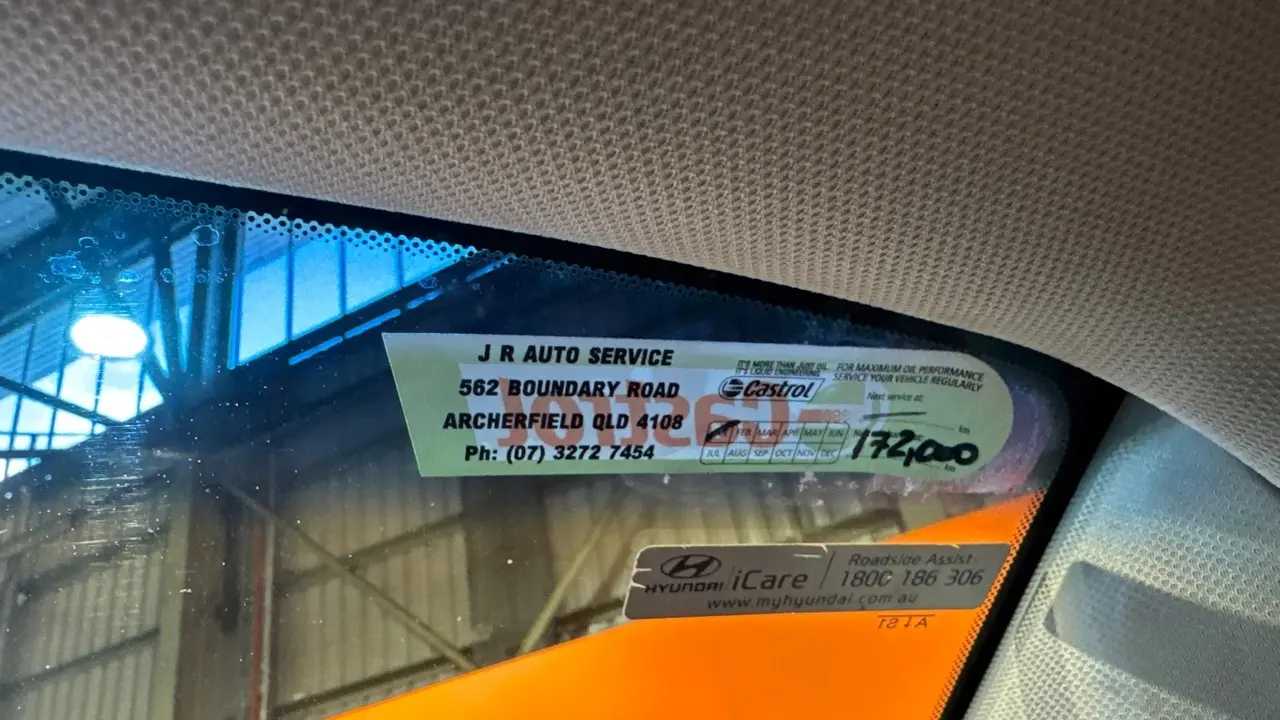 J R AUTO SERVICE
562 BOUNDARY ROAD
ARCHERFIELD QLD 4108
Ph: (07) 3272 7454
IT'S MORE THAN JUST OIL.
IT'S LIQUID ENGINEERING.
Castrol
FOR MAXIMUM OIL PERFORMANCE
SERVICE YOUR VEHICLE REGULARLY
Next service at:
km
FEB MAR APR MAY JUN
JUL AUG SEP OCT NOV DEC
172,000
km
HYUNDAI
iCare
Roadside Assist
1800 186 306
www.myhyundai.com.au